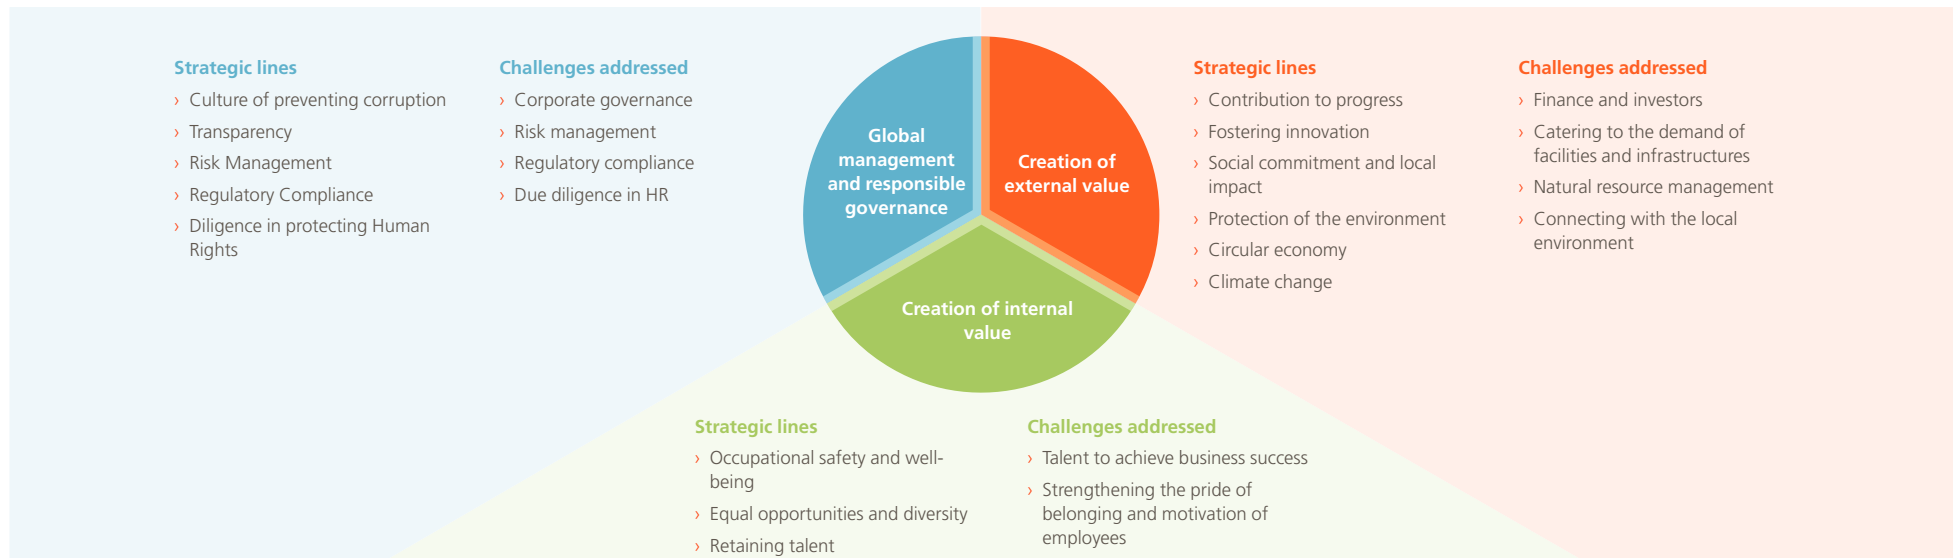 Strategic lines
› Culture of preventing corruption
› Transparency
› Risk Management
› Regulatory Compliance
› Diligence in protecting Human
Rights
Challenges addressed
› Corporate governance
› Risk management
› Regulatory compliance
› Due diligence in HR
Global
management
and responsible
governance
Creation of
external value
Creation of internal
value
Strategic lines
› Contribution to progress
› Fostering innovation
› Social commitment and local
impact
› Protection of the environment
› Circular economy
› Climate change
Challenges addressed
› Finance and investors
› Catering to the demand of
facilities and infrastructures
› Natural resource management
› Connecting with the local
environment
Strategic lines
› Occupational safety and well-
being
› Equal opportunities and diversity
› Retaining talent
Challenges addressed
› Talent to achieve business success
› Strengthening the pride of
belonging and motivation of
employees